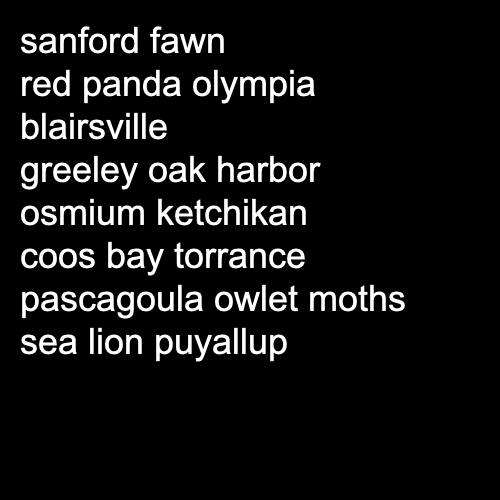 sanford fawn
red panda olympia
blairsville
greeley oak harbor
osmium ketchikan
coos bay torrance
pascagoula owlet moths
sea lion puyallup